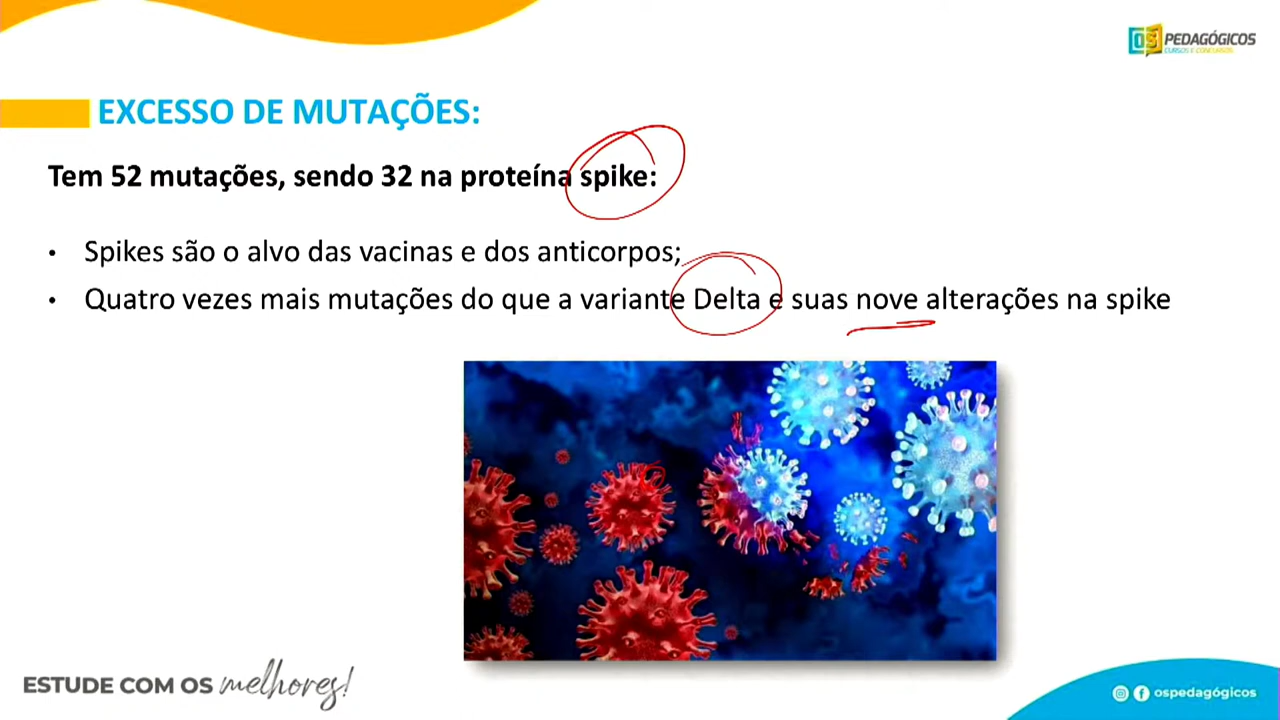 OS PEDAGÓGICOS
CURSOS E CONCURSOS
EXCESSO DE MUTAÇÕES:
Tem 52 mutações, sendo 32 na proteína spike:
• Spikes são o alvo das vacinas e dos anticorpos;
• Quatro vezes mais mutações do que a variante Delta e suas nove alterações na spike
ESTUDE COM OS melhores!
ospedagógicos